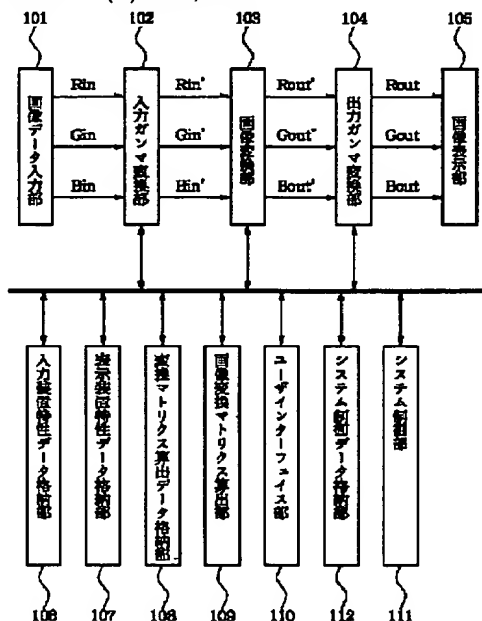 101 102 103 104 105
画像データ入力部
Rin
Gin
Bin
入力ガンマ変換部
Rin'
Gin'
Bin'
画像変換部
Rout'
Gout'
Bout'
出力ガンマ変換部
Rout
Gout
Bout
画像表示部
入力装置特性データ格納部
表示装置特性データ格納部
変換マトリクス算出データ格納部
画像変換マトリクス算出部
ユーザインターフェイス部
システム制御データ格納部
システム制御部
106 107 108 109 110 112 111